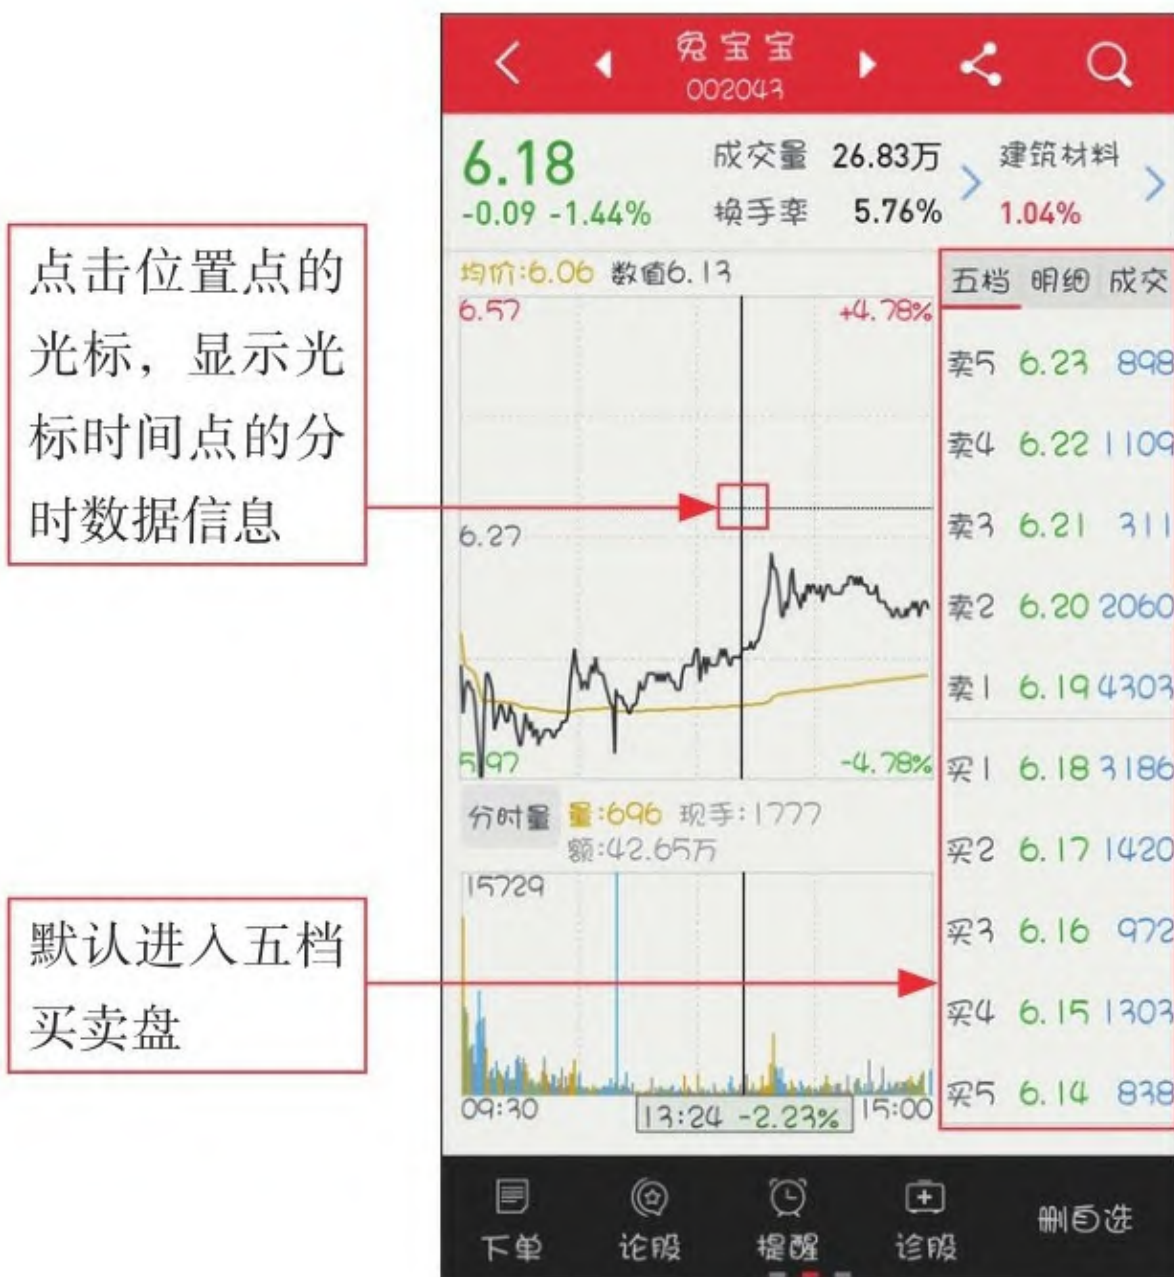 兔宝宝
002043
6.18
-0.09 -1.44%
成交量 26.83万
换手率 5.76%
建筑材料
1.04%
点击位置点的
光标，显示光
标时间点的分
时数据信息
均价:6.06 数值6.13
6.57 +4.78%
6.27
5.97 -4.78%
五档 明细 成交
卖5 6.23 898
卖4 6.22 1109
卖3 6.21 311
卖2 6.20 2060
卖1 6.19 4303
买1 6.18 3186
买2 6.17 1420
买3 6.16 972
买4 6.15 1303
买5 6.14 838
分时量 量:696 现手:1777
额:42.65万
15729
默认进入五档
买卖盘
09:30 13:24 -2.23% 15:00
下单 论股 提醒 诊股 删自选